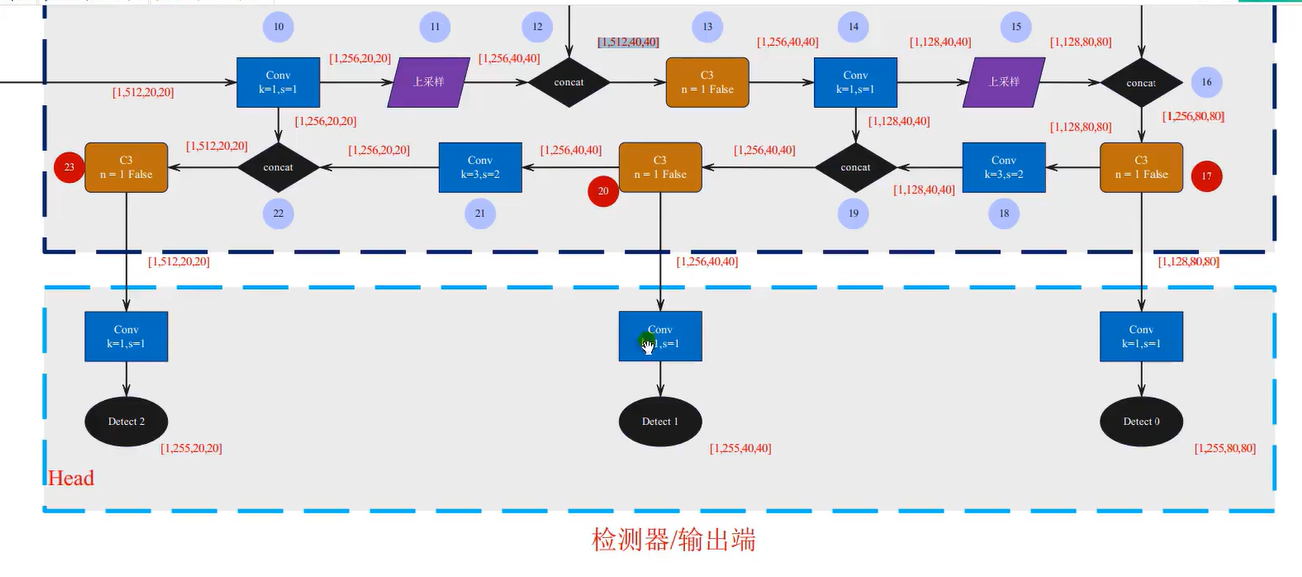 10
11
12
13
14
15
[1,512,40,40]
[1,256,20,20]
[1,256,40,40]
[1,256,40,40]
[1,128,40,40]
[1,128,80,80]
Conv
k=1,s=1
上采样
concat
C3
n = 1 False
Conv
k=1,s=1
上采样
concat
16
[1,512,20,20]
[1,256,20,20]
[1,128,40,40]
[1,128,80,80]
[1,256,80,80]
[1,512,20,20]
[1,256,20,20]
[1,256,40,40]
[1,256,40,40]
23
C3
n = 1 False
concat
Conv
k=3,s=2
C3
n = 1 False
concat
Conv
k=3,s=2
C3
n = 1 False
17
20
[1,128,40,40]
22
21
19
18
[1,512,20,20]
[1,256,40,40]
[1,128,80,80]
Conv
k=1,s=1
Conv
k=1,s=1
Conv
k=1,s=1
Detect 2
Detect 1
Detect 0
[1,255,20,20]
[1,255,40,40]
[1,255,80,80]
Head
检测器/输出端